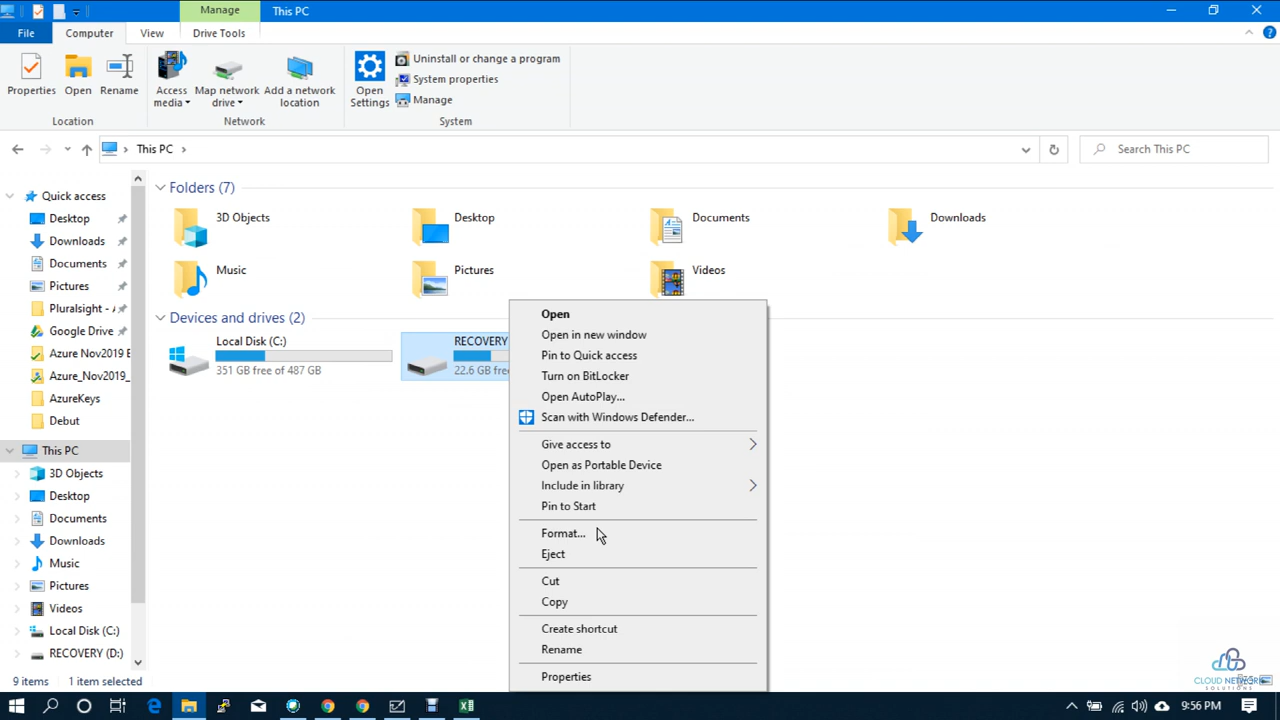 Manage
This PC
File
Computer
View
Drive Tools
Properties
Open
Rename
Access media
Map network drive
Add a network location
Open Settings
Uninstall or change a program
System properties
Manage
Location
Network
System
This PC
Search This PC
Quick access
Desktop
Downloads
Documents
Pictures
Pluralsight - 
Google Drive
Azure Nov2019 E
Azure_Nov2019_
AzureKeys
Debut
This PC
3D Objects
Desktop
Documents
Downloads
Music
Pictures
Videos
Local Disk (C:)
RECOVERY (D:)
Folders (7)
3D Objects
Desktop
Documents
Downloads
Music
Pictures
Videos
Devices and drives (2)
Local Disk (C:)
351 GB free of 487 GB
RECOVERY
22.6 GB fre
Open
Open in new window
Pin to Quick access
Turn on BitLocker
Open AutoPlay...
Scan with Windows Defender...
Give access to
Open as Portable Device
Include in library
Pin to Start
Format...
Eject
Cut
Copy
Create shortcut
Rename
Properties
9 items
1 item selected
CLOUD NETWORK
SOLUTIONS
9:56 PM